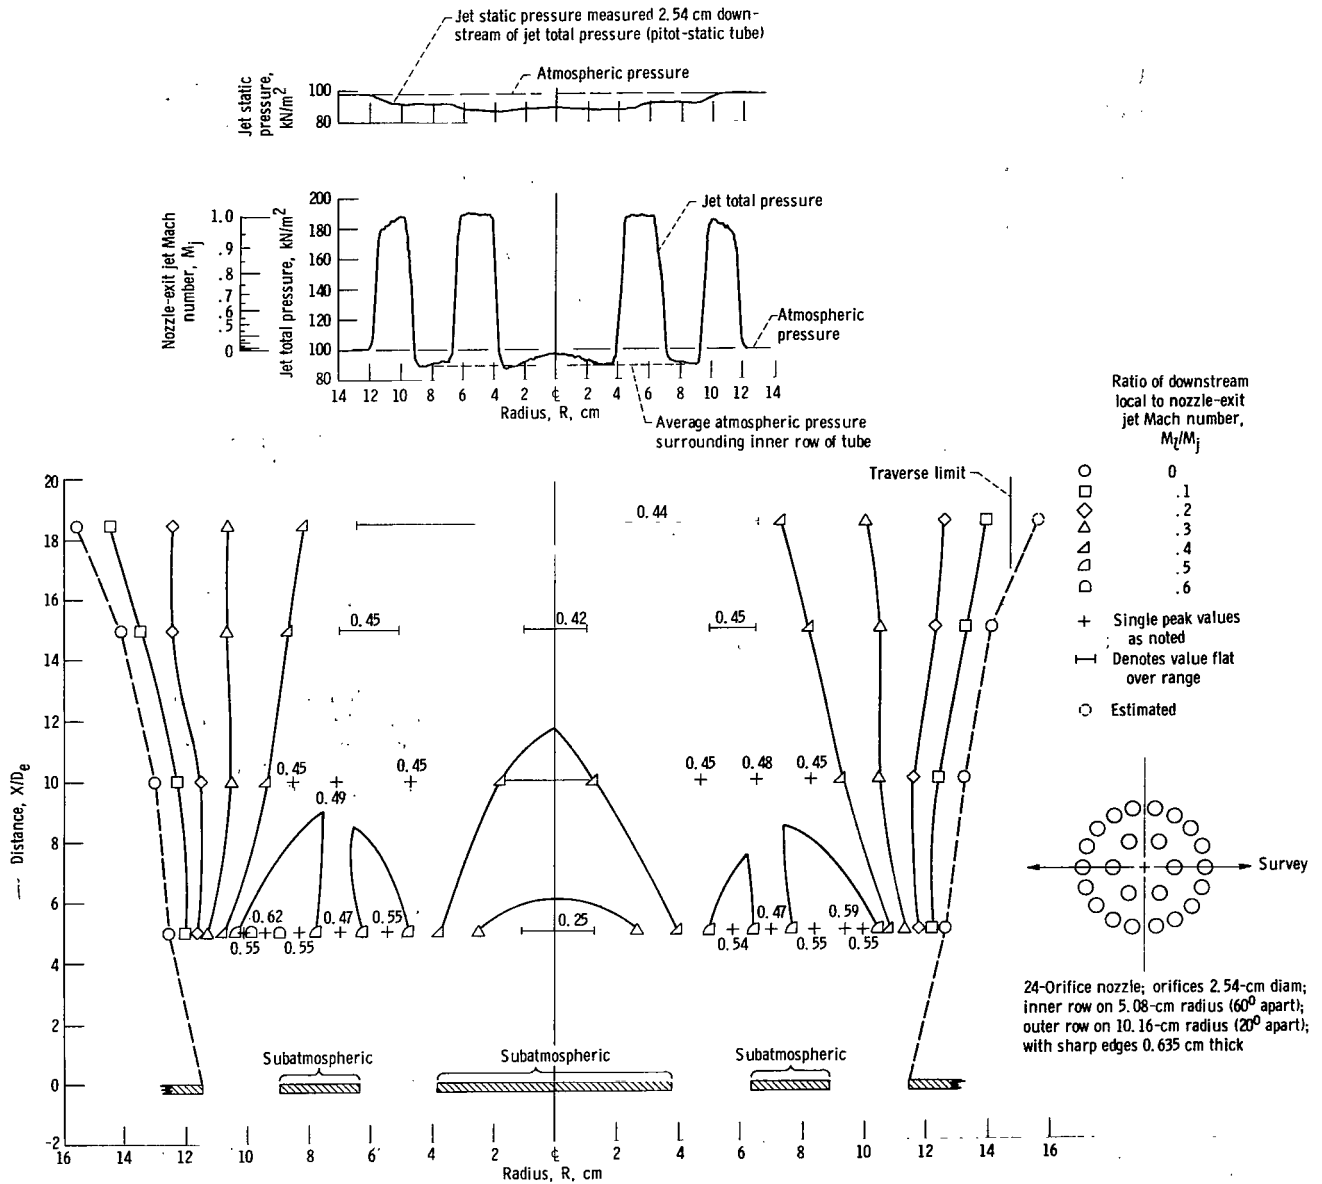 Jet static pressure measured 2.54 cm down-
stream of jet total pressure (pitot-static tube)
Atmospheric pressure
Jet static
pressure,
kN/m2
100
80
Nozzle-exit jet Mach
number, Mj
1.0
.9
.8
.7
.6
.5
0
Jet total pressure, kN/m2
200
180
160
140
120
100
80
Jet total pressure
Atmospheric
pressure
14 12 10 8 6 4 2 ℄ 2 4 6 8 10 12 14
Radius, R, cm
Average atmospheric pressure
surrounding inner row of tube
Ratio of downstream
local to nozzle-exit
jet Mach number,
Ml/Mj
0
.1
.2
.3
.4
.5
.6
Single peak values
as noted
Denotes value flat
over range
Estimated
Traverse limit
Distance, X/De
20
18
16
14
12
10
8
6
4
2
0
-2
0.44
0.45 0.42 0.45
0.45 0.45 0.45 0.48 0.45
0.49
0.62 0.47 0.55 0.25 0.47 0.59
0.55 0.55 0.54 0.55 0.55
Subatmospheric Subatmospheric Subatmospheric
16 14 12 10 8 6 4 2 ℄ 2 4 6 8 10 12 14 16
Radius, R, cm
Survey
24-Orifice nozzle; orifices 2.54-cm diam;
inner row on 5.08-cm radius (60o apart);
outer row on 10.16-cm radius (20o apart);
with sharp edges 0.635 cm thick